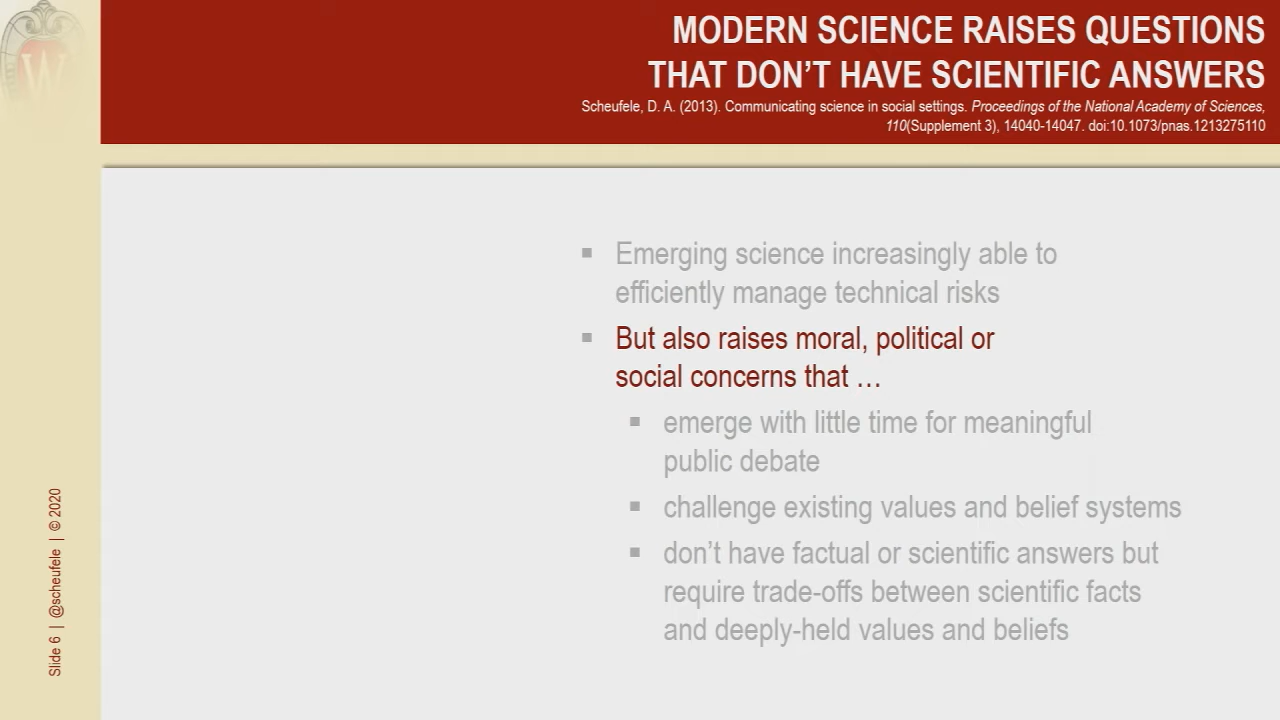 W
MODERN SCIENCE RAISES QUESTIONS
THAT DON'T HAVE SCIENTIFIC ANSWERS
Scheufele, D. A. (2013). Communicating science in social settings. Proceedings of the National Academy of Sciences,
110(Supplement 3), 14040-14047. doi:10.1073/pnas.1213275110
▪ Emerging science increasingly able to
efficiently manage technical risks
▪ But also raises moral, political or
social concerns that …
▪ emerge with little time for meaningful
public debate
▪ challenge existing values and belief systems
▪ don't have factual or scientific answers but
require trade-offs between scientific facts
and deeply-held values and beliefs
Slide 6 | @scheufele | © 2020